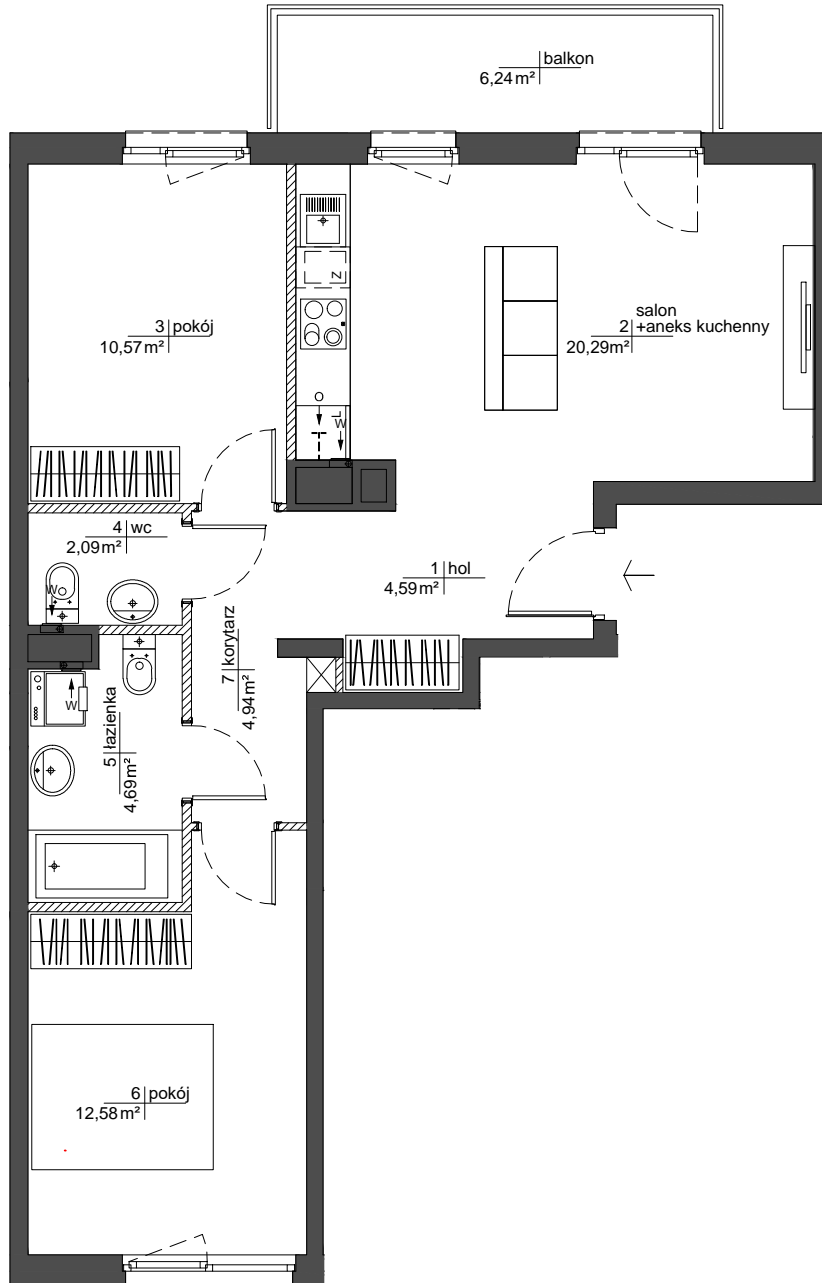 balkon
6,24 m²
3 pokój
10,57 m²
Z
salon
2 +aneks kuchenny
20,29 m²
O
L
W
4 wc
2,09 m²
1 hol
4,59 m²
W
7 korytarz
4,94 m²
W
5 łazienka
4,69 m²
6 pokój
12,58 m²